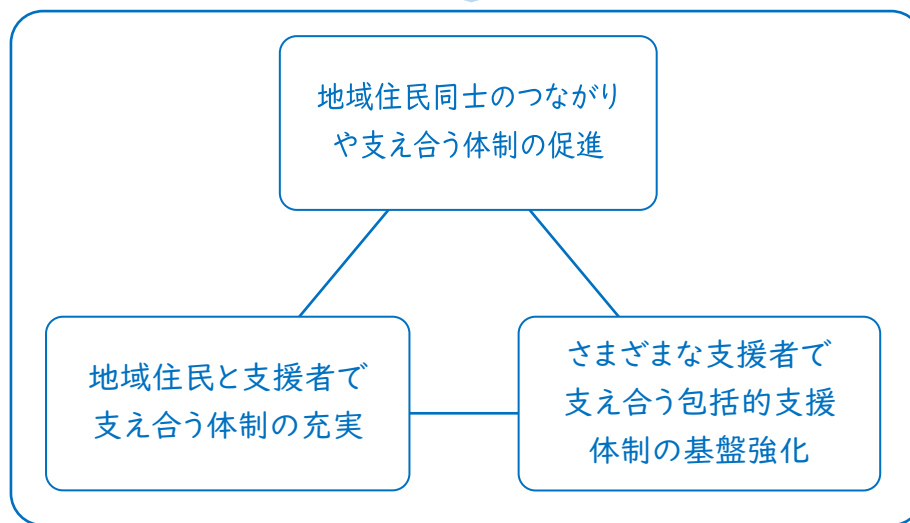 地域住民同士のつながり
や支え合う体制の促進
地域住民と支援者で
支え合う体制の充実
さまざまな支援者で
支え合う包括的支援
体制の基盤強化